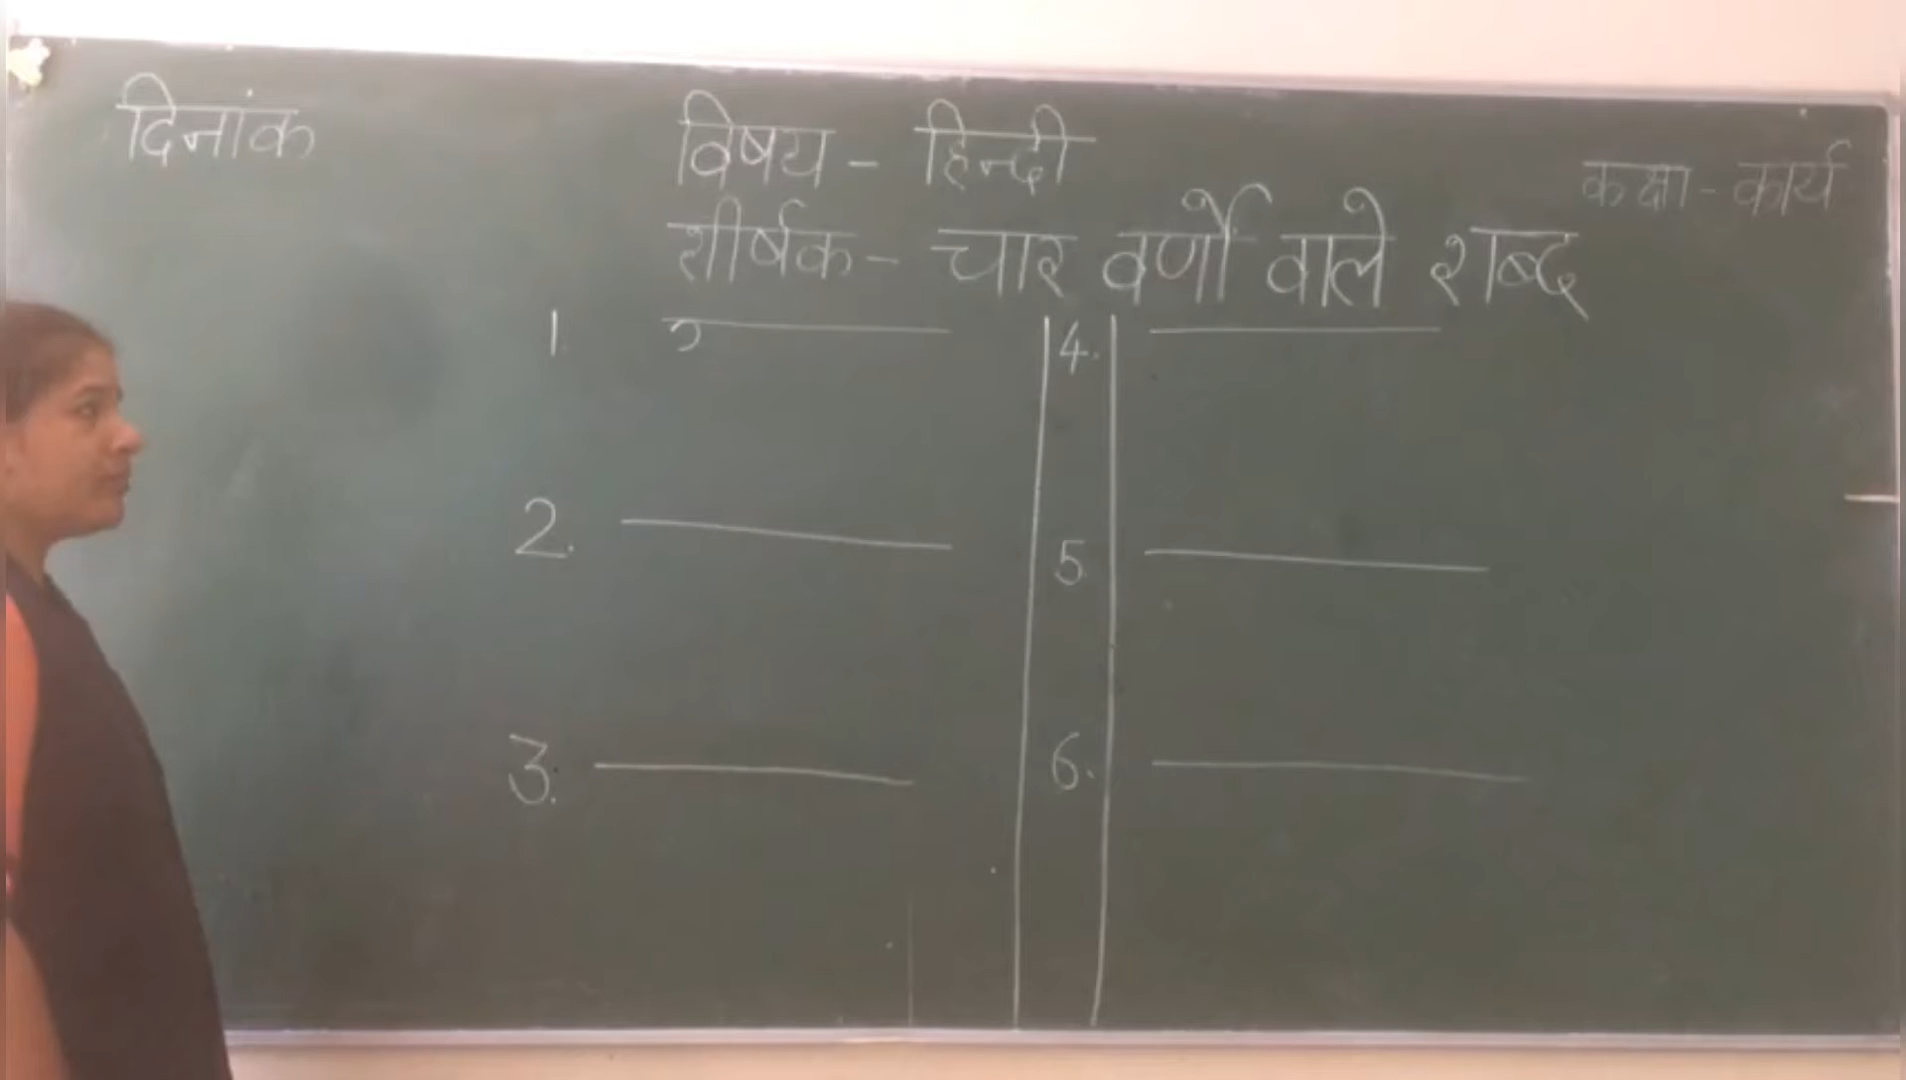 दिनांक
विषय - हिन्दी
कक्षा - कार्य
शीर्षक - चार वर्णों वाले शब्द
1.
4.
2.
5.
3.
6.